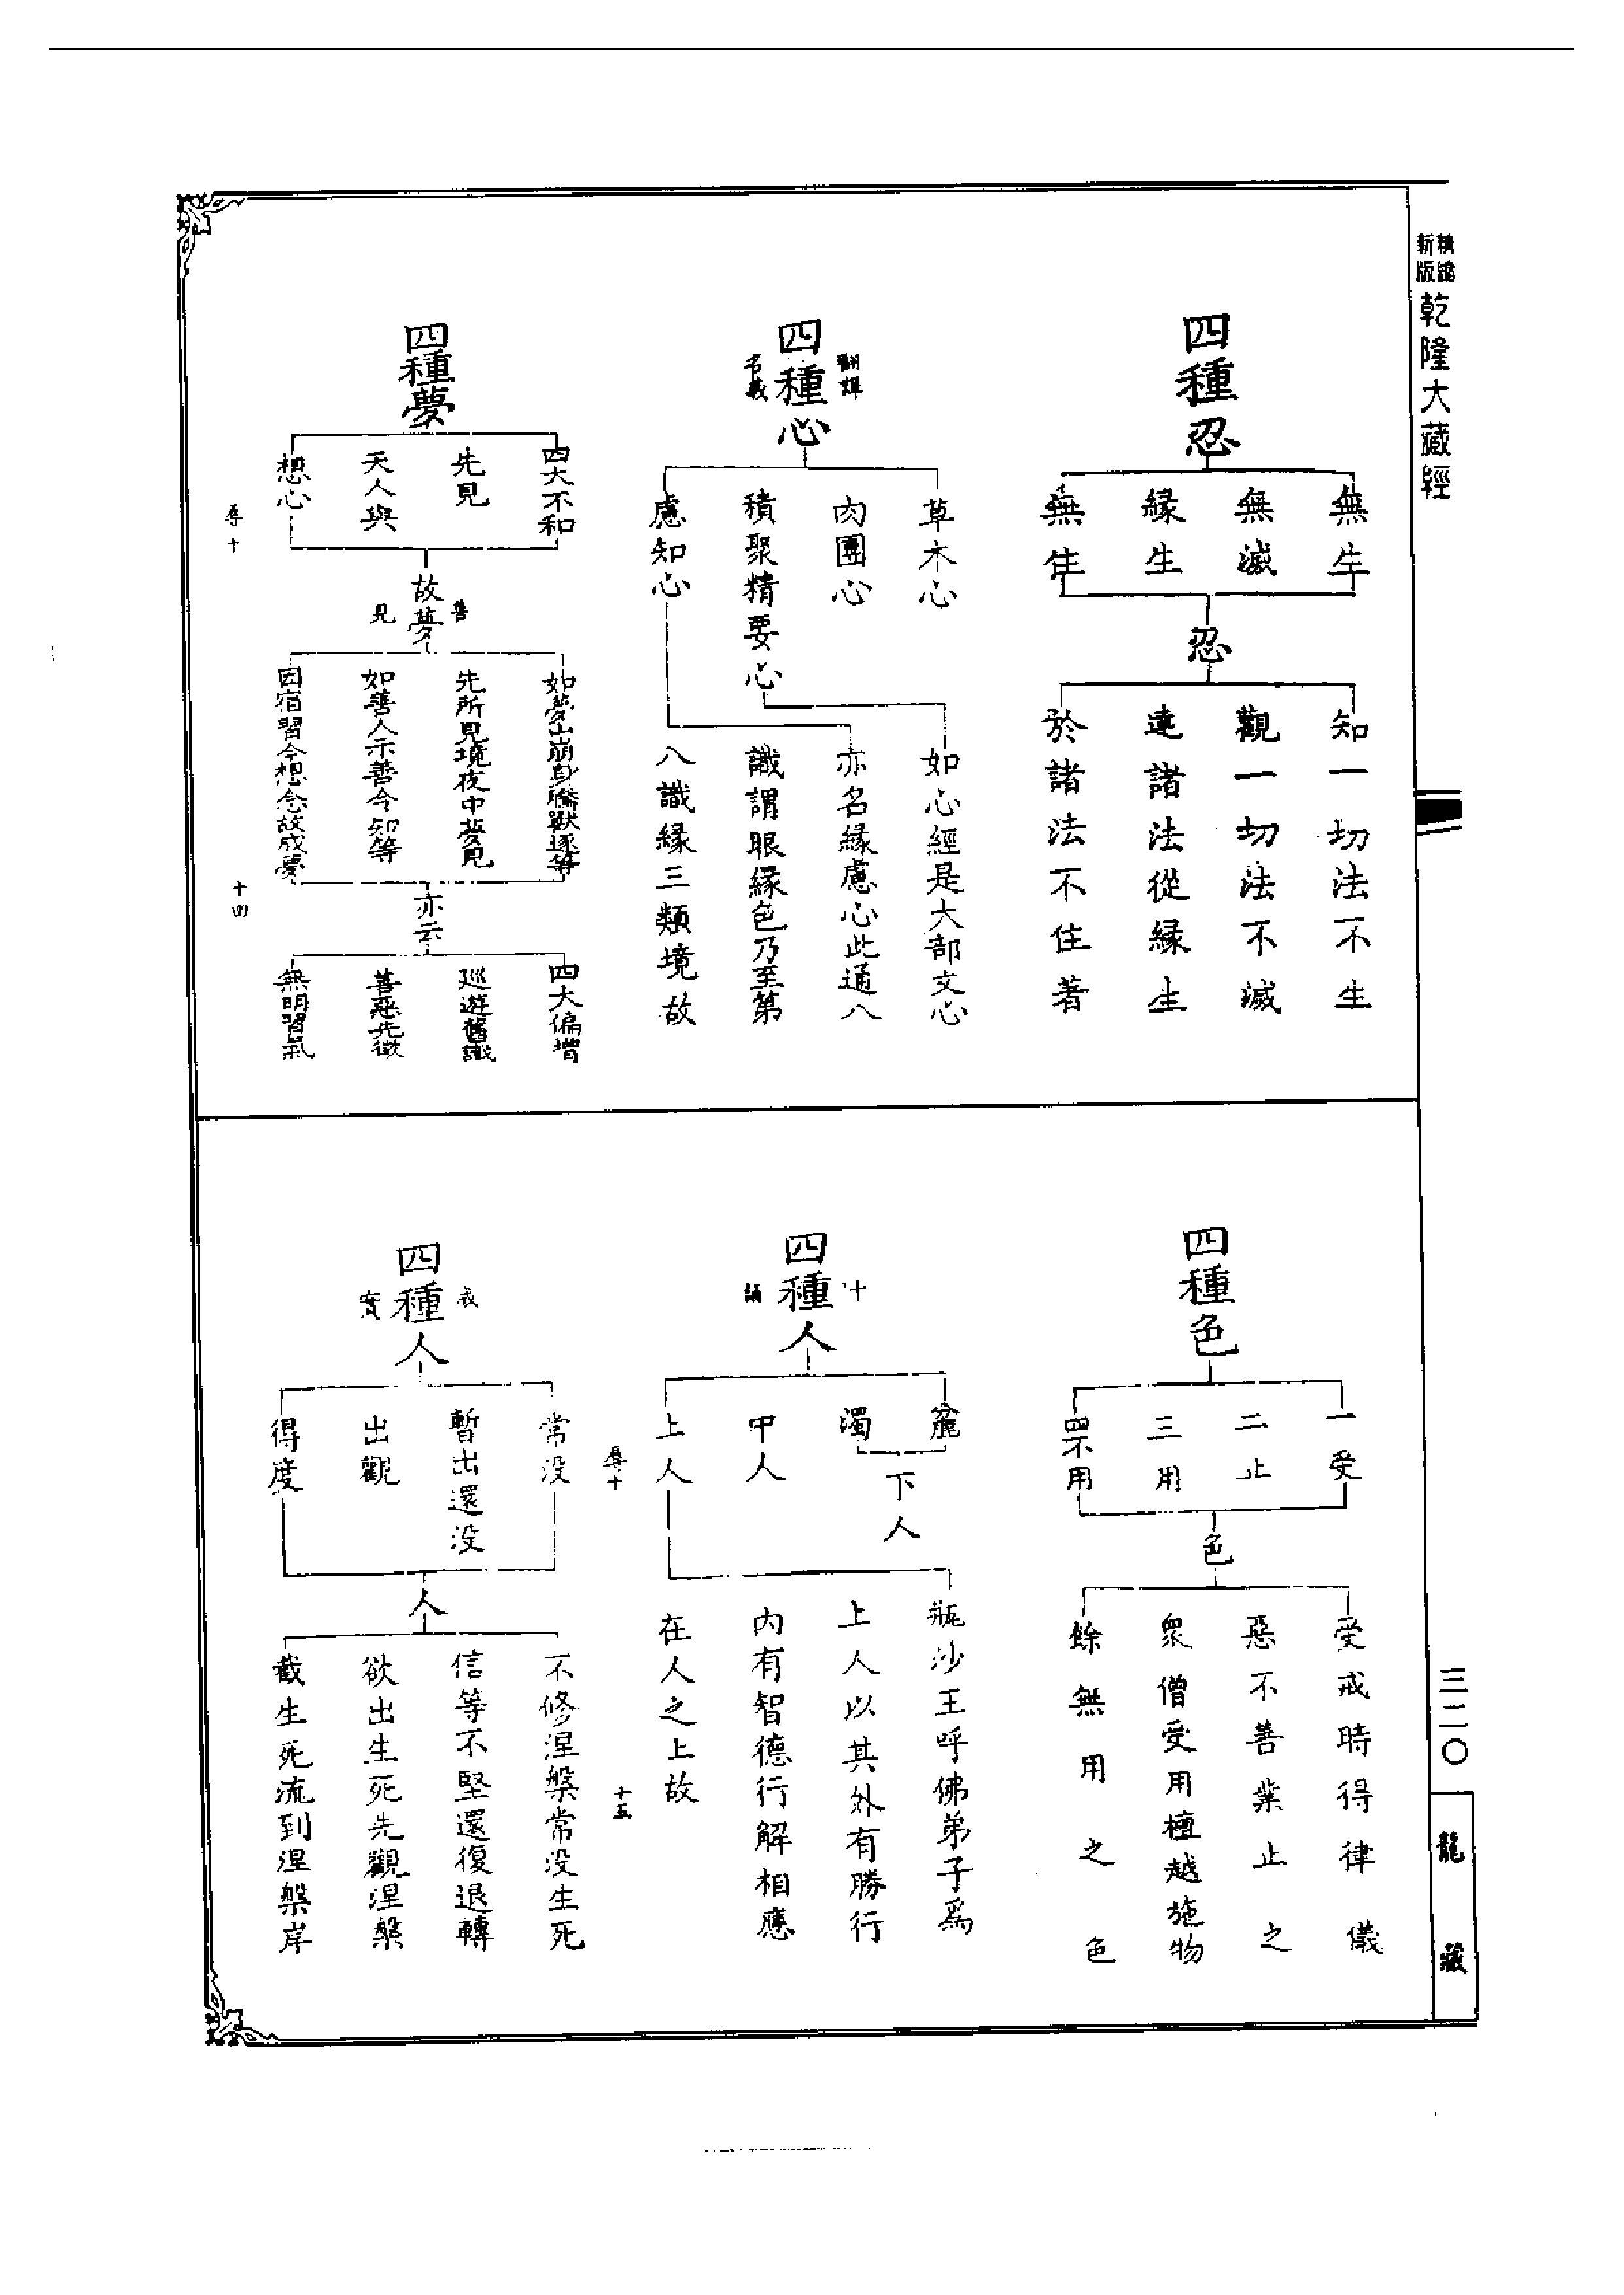 新版
乾隆大藏經
四種忍
無生
無滅
緣生
無住
忍
知一切法不生
觀一切法不滅
達諸法從緣生
於諸法不住著
翻譯
四種心
名義
草木心
肉團心
積聚精要心
慮知心
如心經是大部文心
亦名緣慮心此通八
識謂眼緣色乃至第
八識緣三類境故
四種夢
四大不和
先見
天人與
想心
故夢
善
見
如夢山崩身騰獸逐等
先所見境夜中夢見
如善人示善令知等
因宿習令想念故成夢
亦云
四大偏增
巡遊舊識
善惡先徵
無明習氣
辱十
十四
四種色
一受
二止
三用
四不用
色
受戒時得律儀
惡不善業止之
眾僧受用檀越施物
餘無用之色
十
四種人
誦
麁
濁
下人
中人
上人
瓶沙王呼佛弟子為
上人以其外有勝行
內有智德行解相應
在人之上故
辱十
十五
四種人
常沒
暫出還沒
出觀
得度
人
不修涅槃常沒生死
信等不堅還復退轉
欲出生死先觀涅槃
截生死流到涅槃岸
三二〇
龍藏